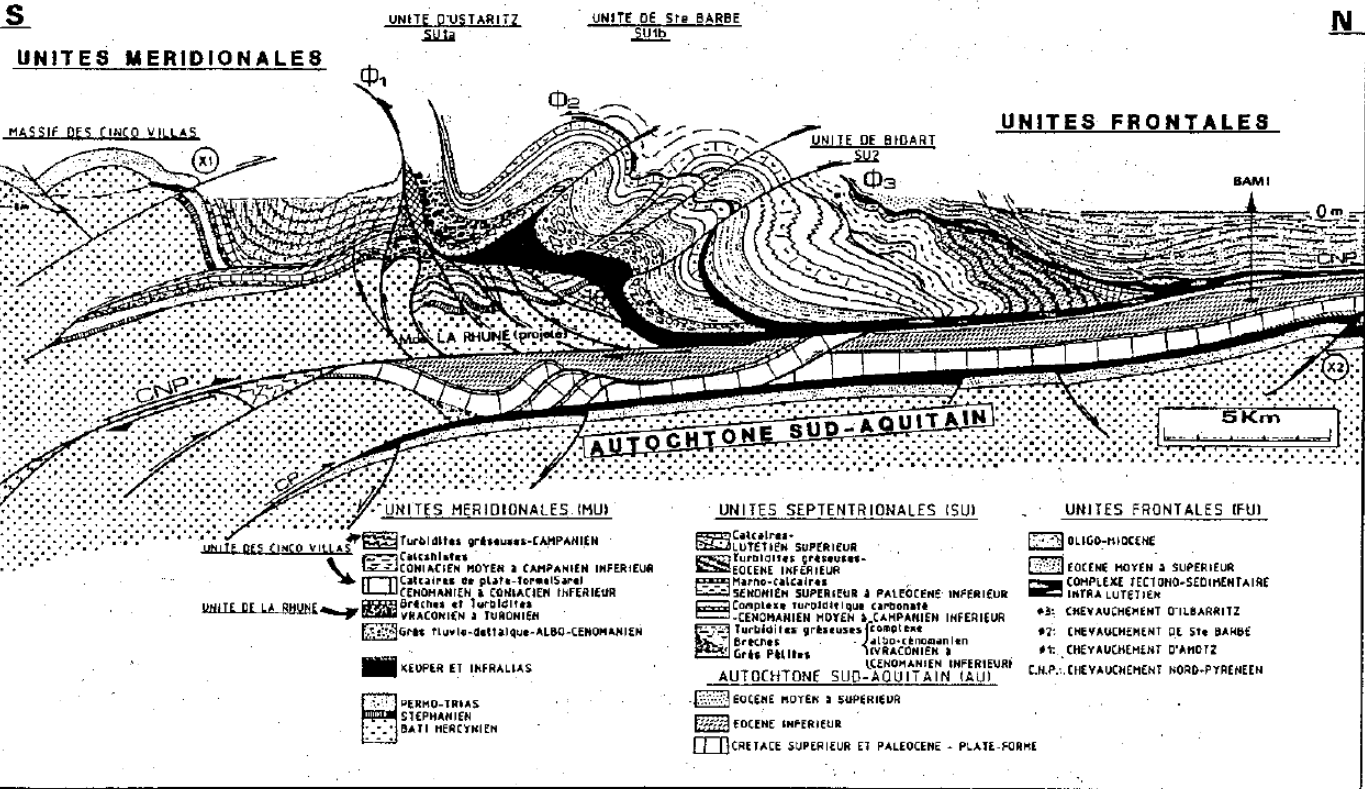 S
N
UNITE D'USTARITZ
SU1a
UNITE DE Ste BARBE
SU1b
UNITES MERIDIONALES
Φ1
Φ2
UNITES FRONTALES
MASSIF DES CINCO VILLAS
X1
UNITE DE BIDART
SU2
Φ3
BAM1
0m
CNP
LA RHUNE (projeté)
CNP
X2
5Km
AUTOCHTONE SUD-AQUITAIN
CP
UNITES MERIDIONALES (MU)
UNITE DES CINCO VILLAS
UNITE DE LA RHUNE
Turbidites gréseuses-CAMPANIEN
Calcshistes
CONIACIEN MOYEN à CAMPANIEN INFERIEUR
Calcaires de plate-forme(Sare)
CENOMANIEN à CONIACIEN INFERIEUR
Brèches et Turbidites
VRACONIEN à TURONIEN
Grès fluvio-deltaïque-ALBO-CENOMANIEN
KEUPER ET INFRALIAS
PERMO-TRIAS
STEPHANIEN
BATI HERCYNIEN
UNITES SEPTENTRIONALES (SU)
Calcaires-
LUTETIEN SUPERIEUR
Turbidites gréseuses-
EOCENE INFERIEUR
Marno-calcaires
SENONIEN SUPERIEUR à PALEOCENE INFERIEUR
Complexe turbiditique carbonaté
-CENOMANIEN MOYEN à CAMPANIEN INFERIEUR
Turbidites gréseuses (complexe
Brèches albo-cénomanien
Grès Pélites (VRACONIEN à
CENOMANIEN INFERIEUR)
AUTOCHTONE SUD-AQUITAIN (AU)
EOCENE MOYEN à SUPERIEUR
EOCENE INFERIEUR
CRETACE SUPERIEUR ET PALEOCENE - PLATE-FORME
UNITES FRONTALES (FU)
OLIGO-MIOCENE
EOCENE MOYEN à SUPERIEUR
COMPLEXE TECTONO-SEDIMENTAIRE
INTRA LUTETIEN
Φ3: CHEVAUCHEMENT D'ILBARRITZ
Φ2: CHEVAUCHEMENT DE Ste BARBE
Φ1: CHEVAUCHEMENT D'AMOTZ
C.N.P.: CHEVAUCHEMENT NORD-PYRENEEN